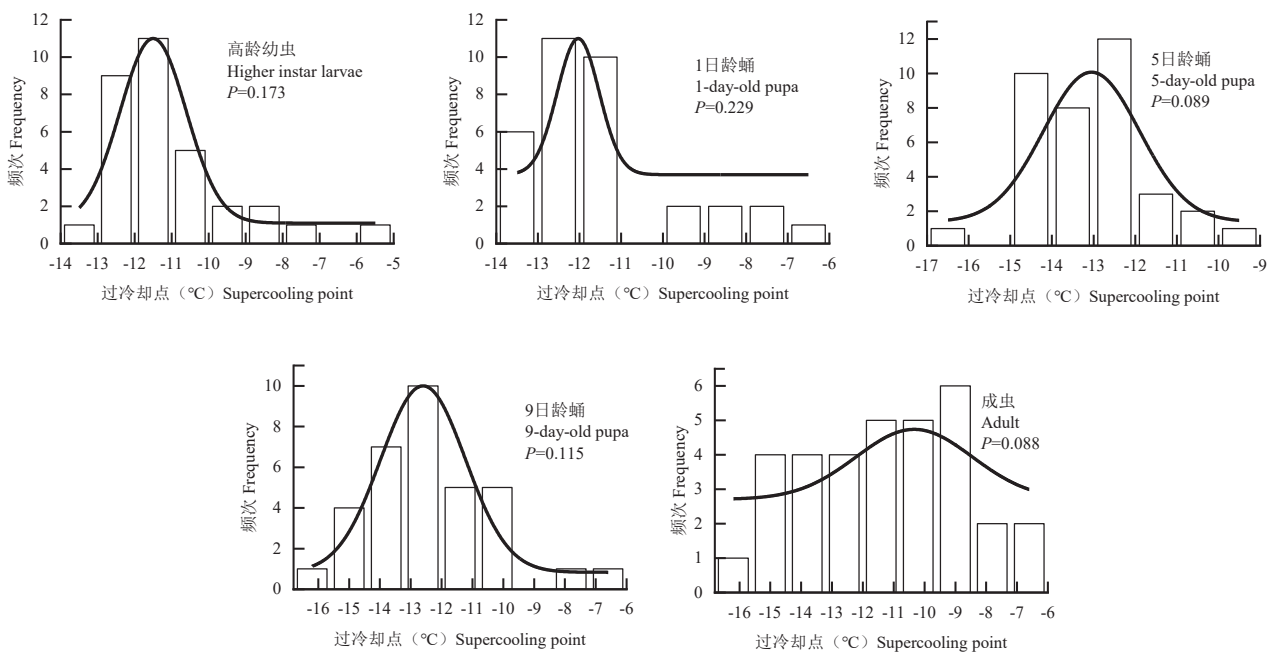 12
10
8
6
4
2
0
频次 Frequency
高龄幼虫
Higher instar larvae
P=0.173
-14 -13 -12 -11 -10 -9 -8 -7 -6 -5
过冷却点（℃）Supercooling point
12
10
8
6
4
2
0
频次 Frequency
1日龄蛹
1-day-old pupa
P=0.229
-14 -13 -12 -11 -10 -9 -8 -7 -6
过冷却点（℃）Supercooling point
12
10
8
6
4
2
0
频次 Frequency
5日龄蛹
5-day-old pupa
P=0.089
-17 -16 -15 -14 -13 -12 -11 -10 -9
过冷却点（℃）Supercooling point
10
8
6
4
2
0
频次 Frequency
9日龄蛹
9-day-old pupa
P=0.115
-16 -15 -14 -13 -12 -11 -10 -9 -8 -7 -6
过冷却点（℃）Supercooling point
6
5
4
3
2
1
0
频次 Frequency
成虫
Adult
P=0.088
-16 -15 -14 -13 -12 -11 -10 -9 -8 -7 -6
过冷却点（℃）Supercooling point